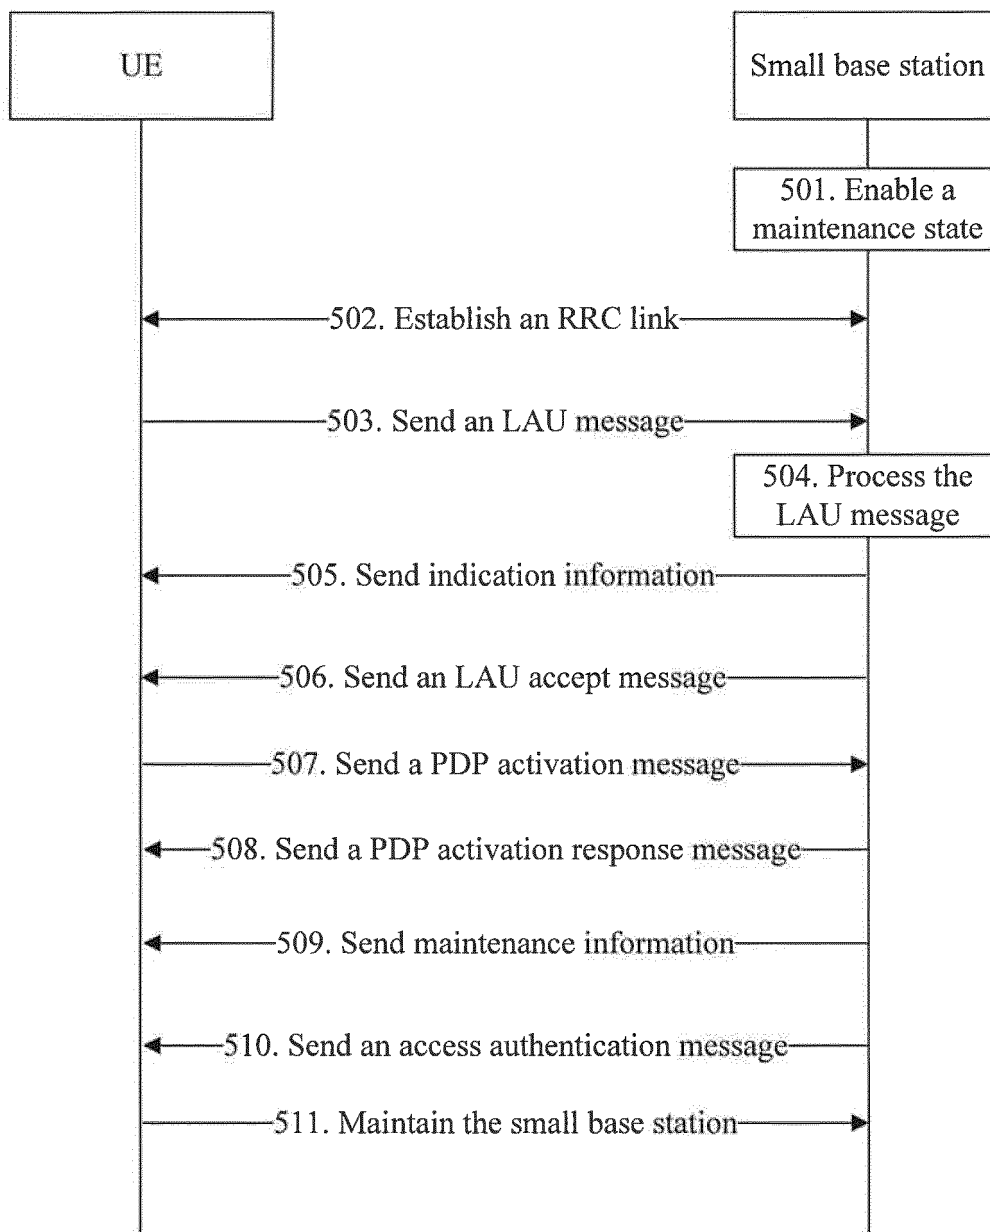 UE
Small base station
501. Enable a
maintenance state
502. Establish an RRC link
503. Send an LAU message
504. Process the
LAU message
505. Send indication information
506. Send an LAU accept message
507. Send a PDP activation message
508. Send a PDP activation response message
509. Send maintenance information
510. Send an access authentication message
511. Maintain the small base station